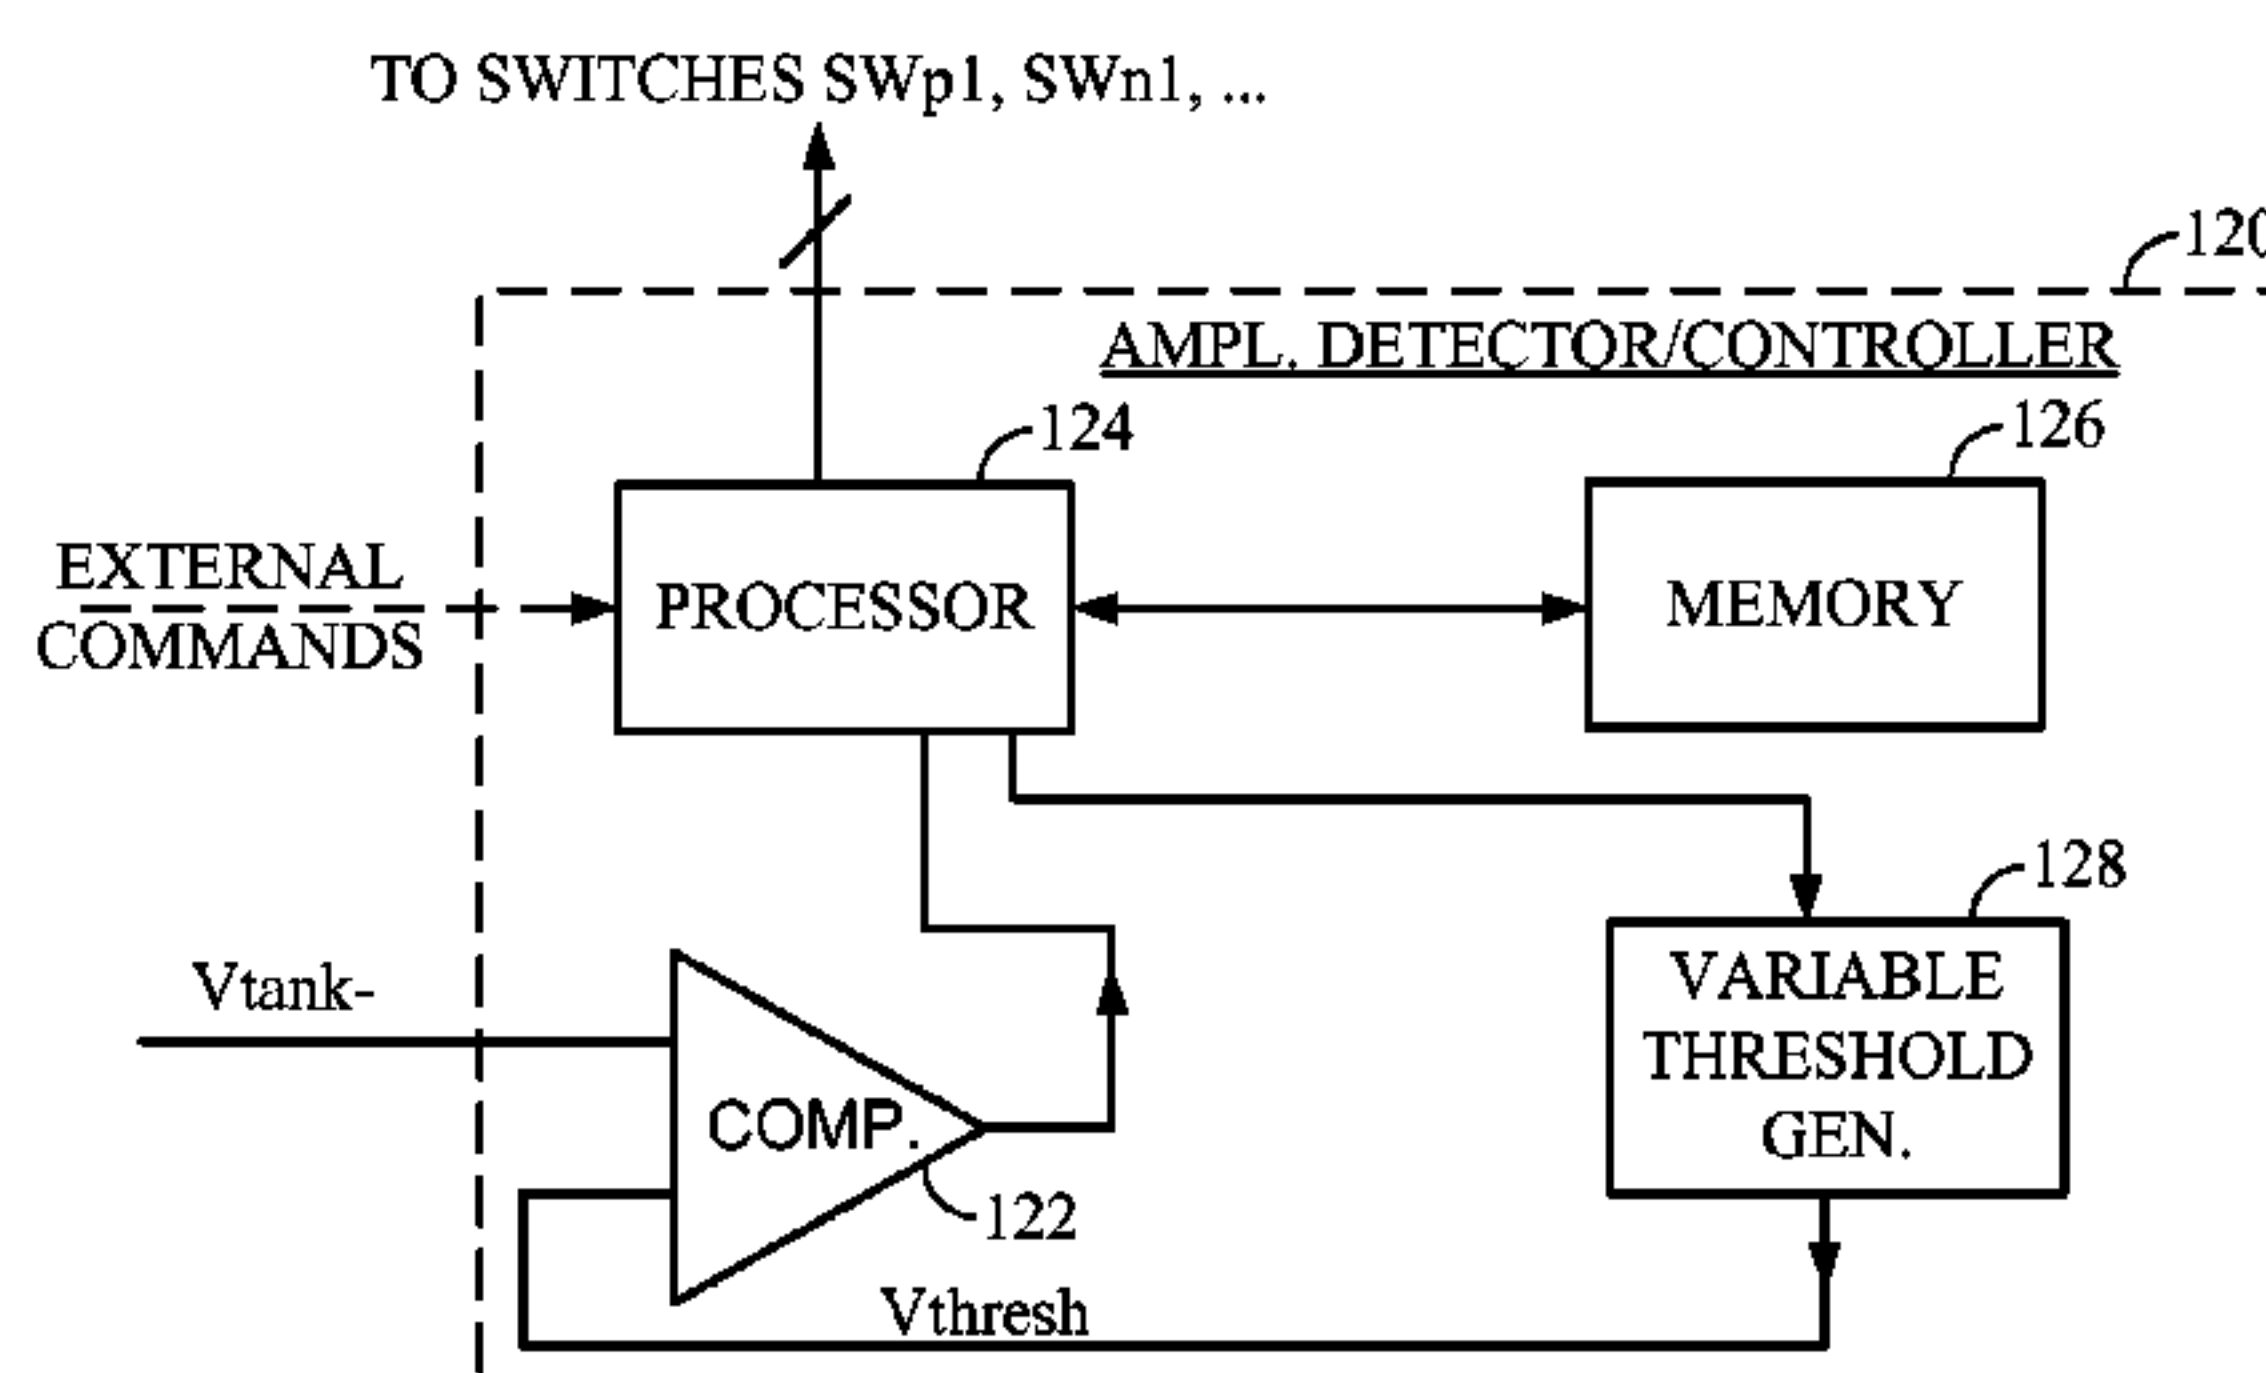 TO SWITCHES SWp1, SWn1, ...
120
AMPL. DETECTOR/CONTROLLER
124
126
EXTERNAL
COMMANDS
PROCESSOR
MEMORY
128
Vtank-
VARIABLE
THRESHOLD
GEN.
COMP.
122
Vthresh